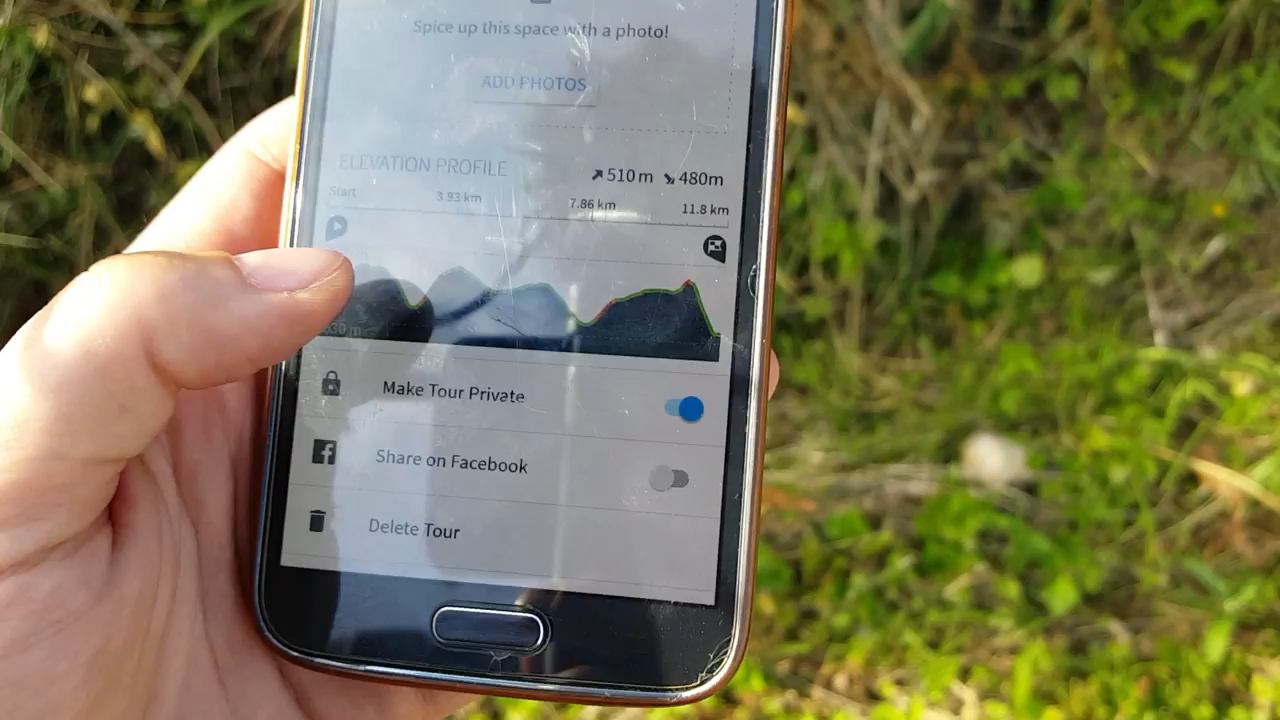 Spice up this space with a photo!
ADD PHOTOS
ELEVATION PROFILE 510 m 480m
Start 3.93 km 7.86 km 11.8 km
Make Tour Private
Share on Facebook
Delete Tour